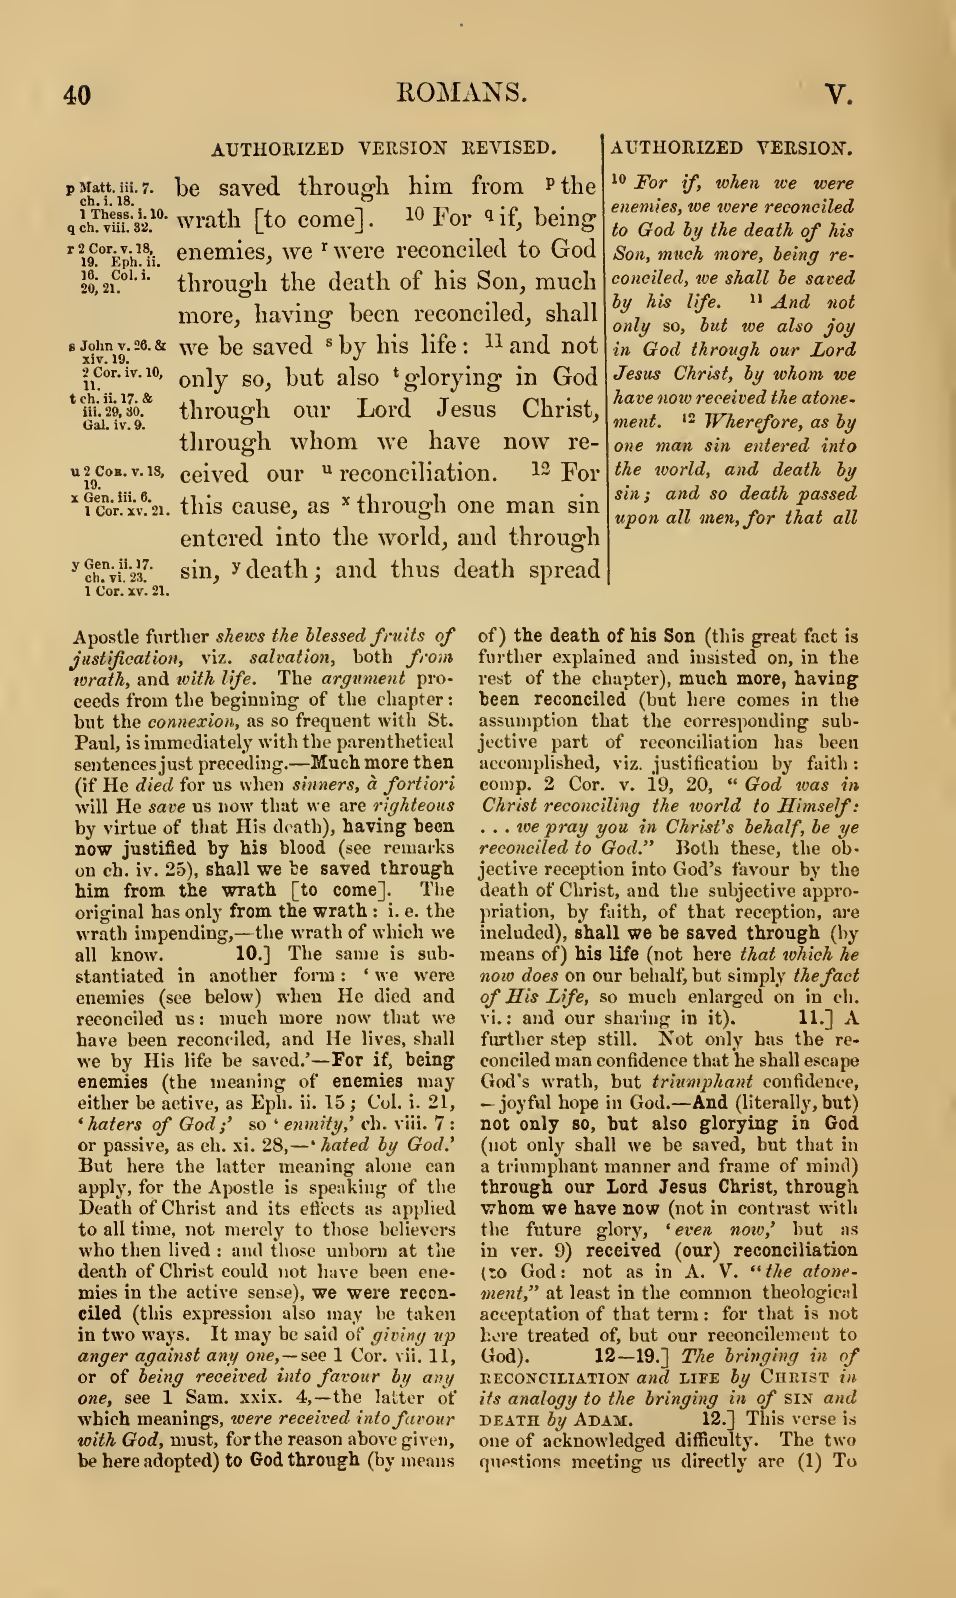 40
ROMANS.
V.
AUTHORIZED VERSION REVISED.
p Matt. iii. 7.
ch. i. 18.
1 Thess. i. 10.
q ch. viii. 32.
r 2 Cor. v. 18,
19. Eph. ii.
16. Col. i.
20, 21.
s John v. 26. &
xiv. 19.
2 Cor. iv. 10,
11.
t ch. ii. 17. &
iii. 29, 30.
Gal. iv. 9.
u 2 Cor. v. 18,
19.
x Gen. iii. 6.
1 Cor. xv. 21.
y Gen. ii. 17.
ch. vi. 23.
1 Cor. xv. 21.
be saved through him from p the
wrath [to come]. 10 For q if, being
enemies, we r were reconciled to God
through the death of his Son, much
more, having been reconciled, shall
we be saved s by his life: 11 and not
only so, but also t glorying in God
through our Lord Jesus Christ,
through whom we have now re-
ceived our u reconciliation. 12 For
this cause, as x through one man sin
entered into the world, and through
sin, y death; and thus death spread
AUTHORIZED VERSION.
10 For if, when we were
enemies, we were reconciled
to God by the death of his
Son, much more, being re-
conciled, we shall be saved
by his life. 11 And not
only so, but we also joy
in God through our Lord
Jesus Christ, by whom we
have now received the atone-
ment. 12 Wherefore, as by
one man sin entered into
the world, and death by
sin; and so death passed
upon all men, for that all
Apostle further shews the blessed fruits of
justification, viz. salvation, both from
wrath, and with life. The argument pro-
ceeds from the beginning of the chapter:
but the connexion, as so frequent with St.
Paul, is immediately with the parenthetical
sentences just preceding.—Much more then
(if He died for us when sinners, à fortiori
will He save us now that we are righteous
by virtue of that His death), having been
now justified by his blood (see remarks
on ch. iv. 25), shall we be saved through
him from the wrath [to come]. The
original has only from the wrath: i. e. the
wrath impending,—the wrath of which we
all know. 10.] The same is sub-
stantiated in another form: ‘we were
enemies (see below) when He died and
reconciled us: much more now that we
have been reconciled, and He lives, shall
we by His life be saved.’—For if, being
enemies (the meaning of enemies may
either be active, as Eph. ii. 15; Col. i. 21,
‘haters of God;’ so ‘enmity,’ ch. viii. 7:
or passive, as ch. xi. 28,—‘hated by God.’
But here the latter meaning alone can
apply, for the Apostle is speaking of the
Death of Christ and its effects as applied
to all time, not merely to those believers
who then lived: and those unborn at the
death of Christ could not have been ene-
mies in the active sense), we were recon-
ciled (this expression also may be taken
in two ways. It may be said of giving up
anger against any one,—see 1 Cor. vii. 11,
or of being received into favour by any
one, see 1 Sam. xxix. 4,—the latter of
which meanings, were received into favour
with God, must, for the reason above given,
be here adopted) to God through (by means
of) the death of his Son (this great fact is
further explained and insisted on, in the
rest of the chapter), much more, having
been reconciled (but here comes in the
assumption that the corresponding sub-
jective part of reconciliation has been
accomplished, viz. justification by faith:
comp. 2 Cor. v. 19, 20, “God was in
Christ reconciling the world to Himself:
. . . we pray you in Christ's behalf, be ye
reconciled to God.” Both these, the ob-
jective reception into God's favour by the
death of Christ, and the subjective appro-
priation, by faith, of that reception, are
included), shall we be saved through (by
means of) his life (not here that which he
now does on our behalf, but simply the fact
of His Life, so much enlarged on in ch.
vi.: and our sharing in it). 11.] A
further step still. Not only has the re-
conciled man confidence that he shall escape
God's wrath, but triumphant confidence,
—joyful hope in God.—And (literally, but)
not only so, but also glorying in God
(not only shall we be saved, but that in
a triumphant manner and frame of mind)
through our Lord Jesus Christ, through
whom we have now (not in contrast with
the future glory, ‘even now,’ but as
in ver. 9) received (our) reconciliation
(to God: not as in A. V. “the atone-
ment,” at least in the common theological
acceptation of that term: for that is not
here treated of, but our reconcilement to
God). 12—19.] The bringing in of
RECONCILIATION and LIFE by CHRIST in
its analogy to the bringing in of SIN and
DEATH by ADAM. 12.] This verse is
one of acknowledged difficulty. The two
questions meeting us directly are (1) To